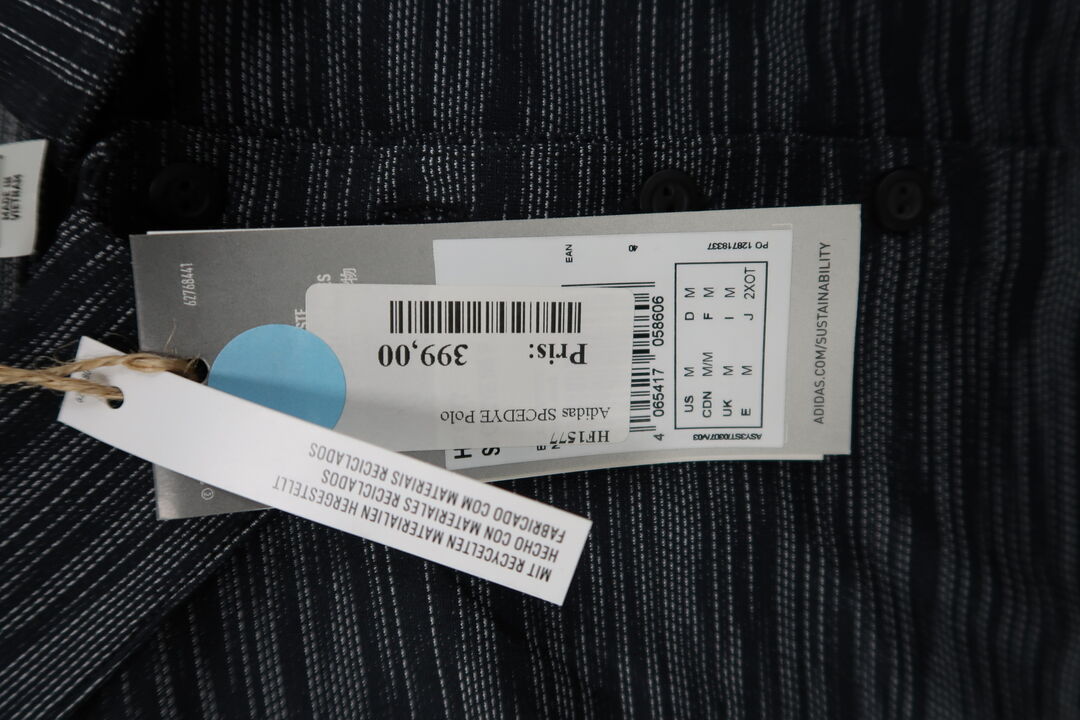 MADE IN
VIETNAM
62768441
HF1577
Adidas SPCEDYE Polo
Pris: 399,00
MIT RECYCELTEN MATERIALIEN HERGESTELLT
HECHO CON MATERIALES RECICLADOS
FABRICADO COM MATERIAIS RECICLADOS
EAN
40
PO 128718337
4 065417 058606
US M D M
CDN M/M F M
UK M I M
E M J 2XOT
ADIDAS.COM/SUSTAINABILITY